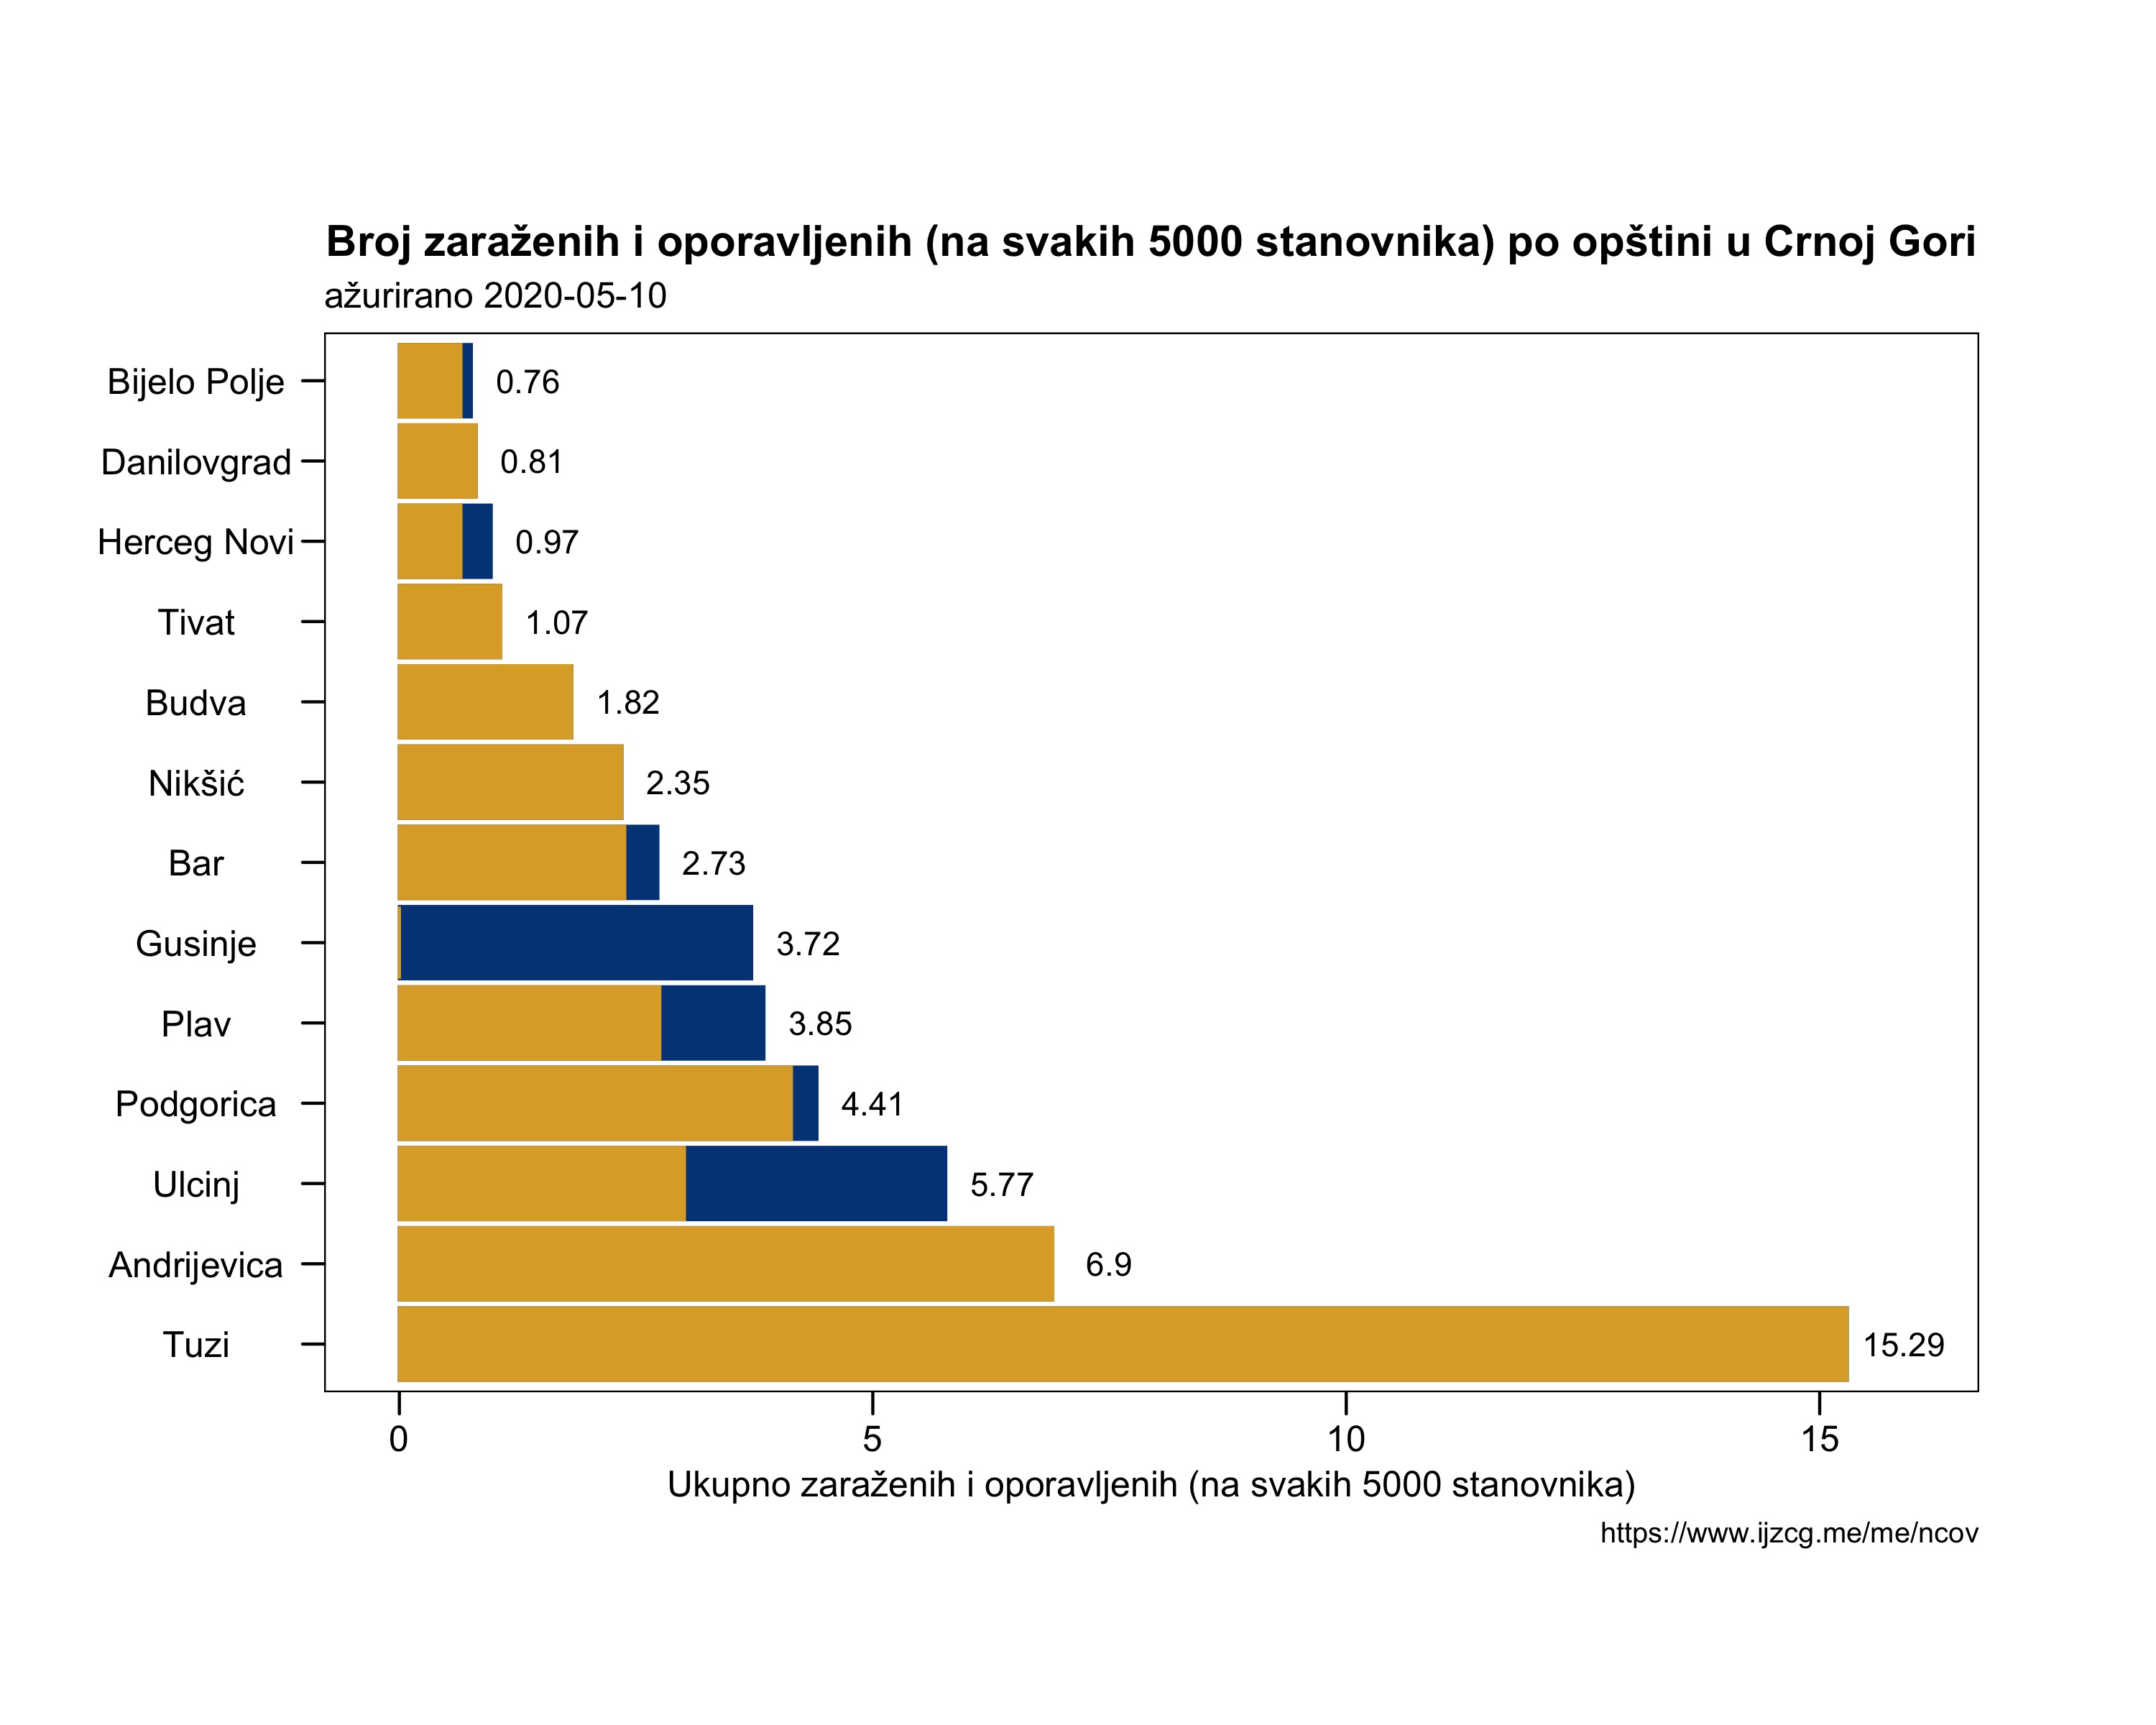 Broj zaraženih i oporavljenih (na svakih 5000 stanovnika) po opštini u Crnoj Gori
ažurirano 2020-05-10
Bijelo Polje 0.76
Danilovgrad 0.81
Herceg Novi 0.97
Tivat 1.07
Budva 1.82
Nikšić 2.35
Bar 2.73
Gusinje 3.72
Plav 3.85
Podgorica 4.41
Ulcinj 5.77
Andrijevica 6.9
Tuzi 15.29
0 5 10 15
Ukupno zaraženih i oporavljenih (na svakih 5000 stanovnika)
https://www.ijzcg.me/me/ncov